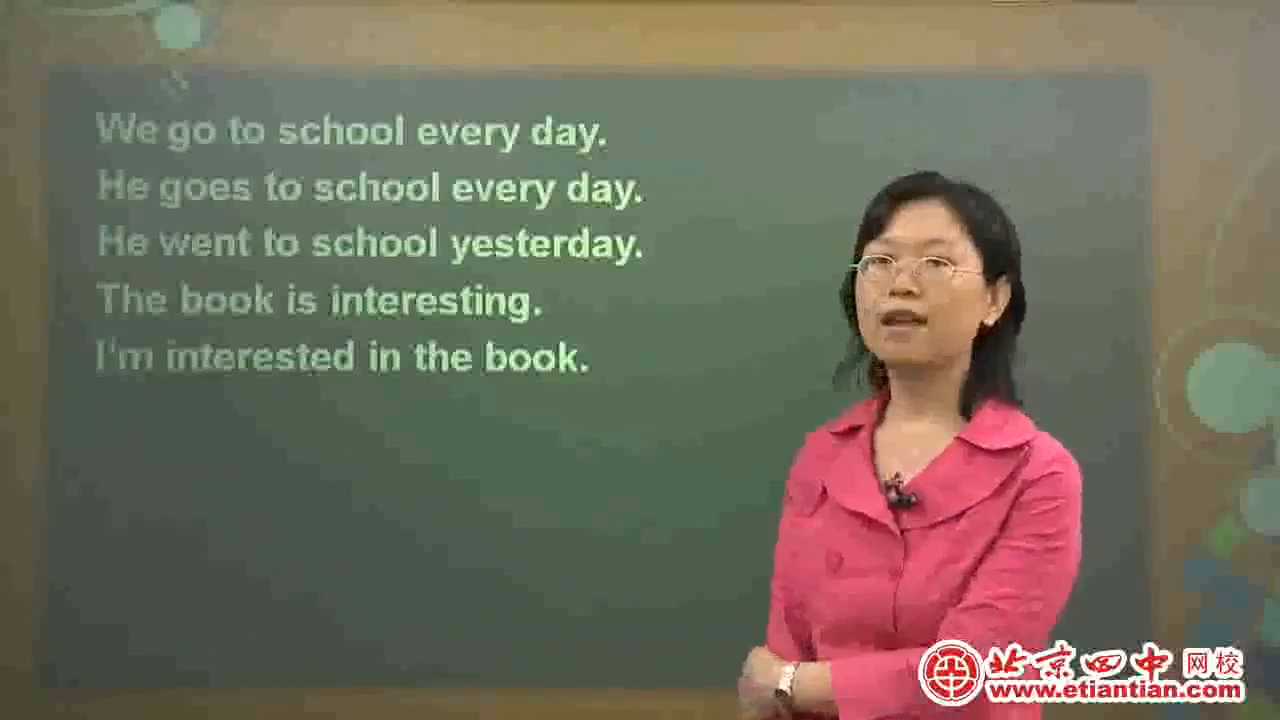 We go to school every day.
He goes to school every day.
He went to school yesterday.
The book is interesting.
I'm interested in the book.
北京四中网校
www.etiantian.com